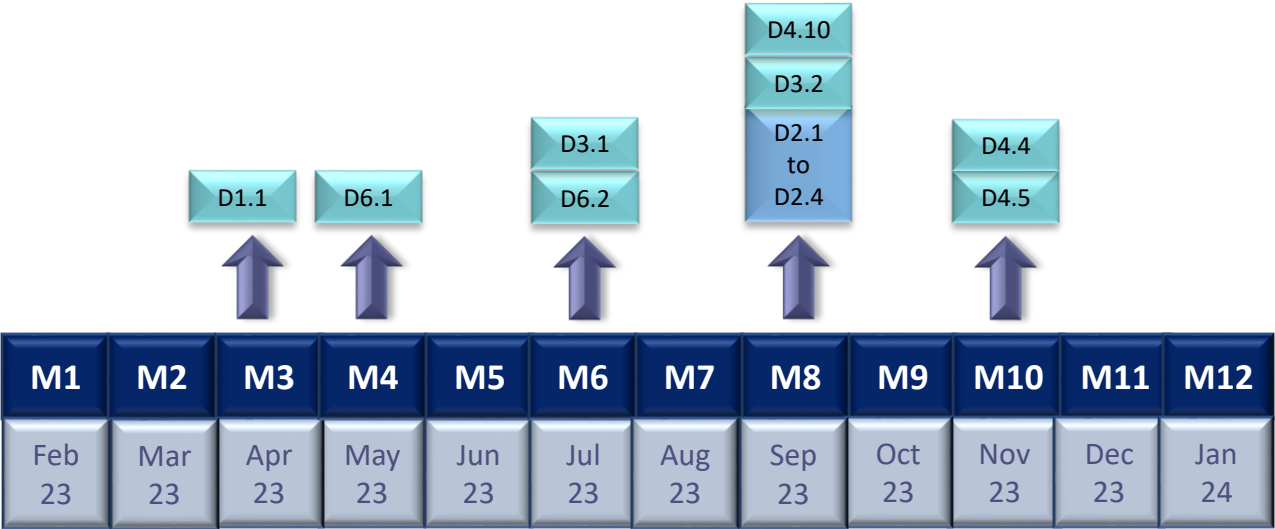 D4.10
D3.2
D2.1
to
D2.4
D3.1
D6.2
D4.4
D4.5
D1.1
D6.1
M1 M2 M3 M4 M5 M6 M7 M8 M9 M10 M11 M12
Feb Mar Apr May Jun Jul Aug Sep Oct Nov Dec Jan
23 23 23 23 23 23 23 23 23 23 23 24